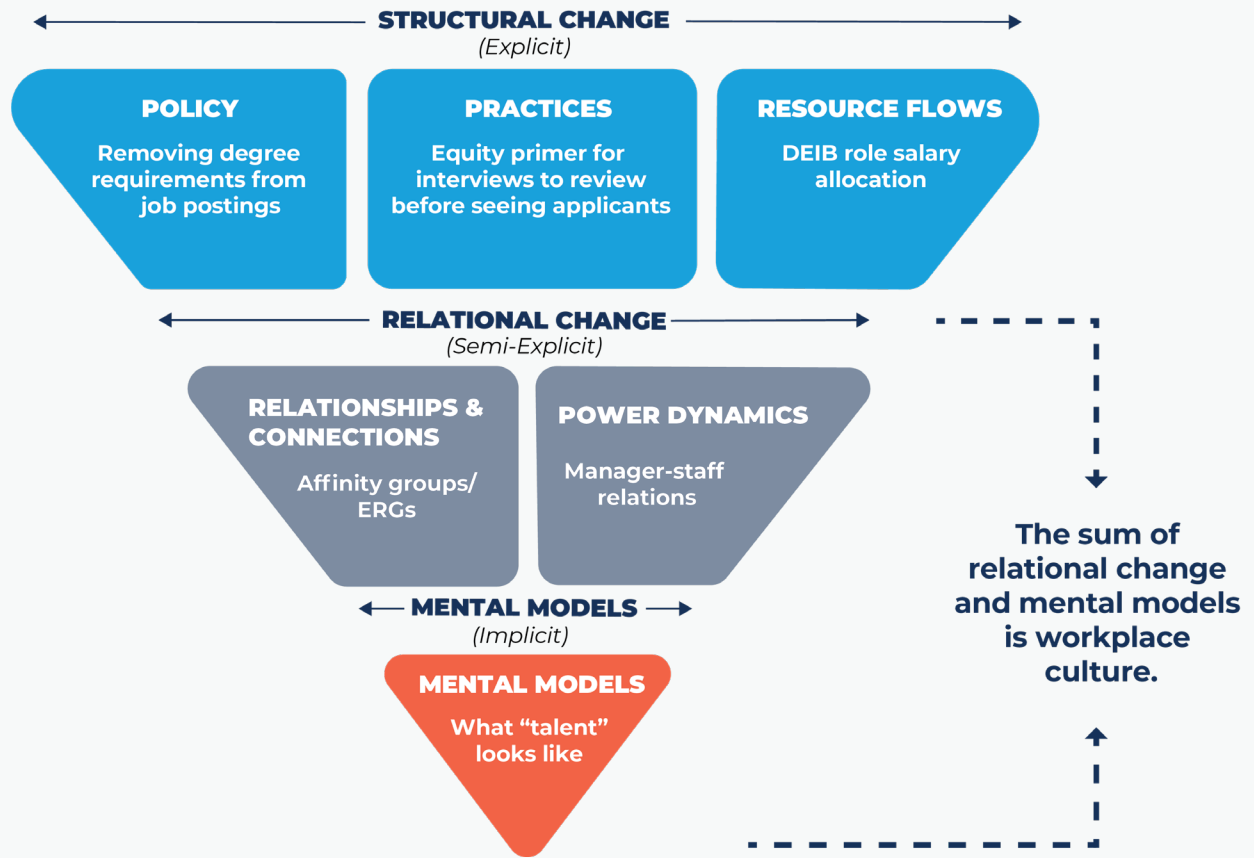 STRUCTURAL CHANGE
(Explicit)
POLICY
Removing degree
requirements from
job postings
PRACTICES
Equity primer for
interviews to review
before seeing applicants
RESOURCE FLOWS
DEIB role salary
allocation
RELATIONAL CHANGE
(Semi-Explicit)
RELATIONSHIPS &
CONNECTIONS
Affinity groups/
ERGs
POWER DYNAMICS
Manager-staff
relations
MENTAL MODELS
(Implicit)
MENTAL MODELS
What “talent”
looks like
The sum of
relational change
and mental models
is workplace
culture.